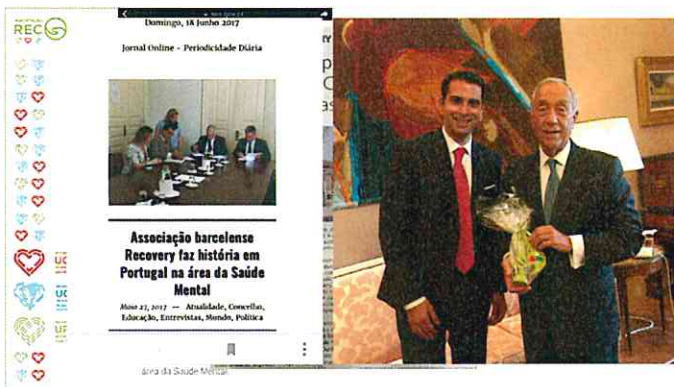 REC
Domingo, 18 Junho 2017
Jornal Online - Periodicidade Diária
Associação barcelense
Recovery faz história em
Portugal na área da Saúde
Mental
Maio 27, 2017 — Atualidade, Concelho,
Educação, Entrevistas, Mundo, Política
área da Saúde Mental